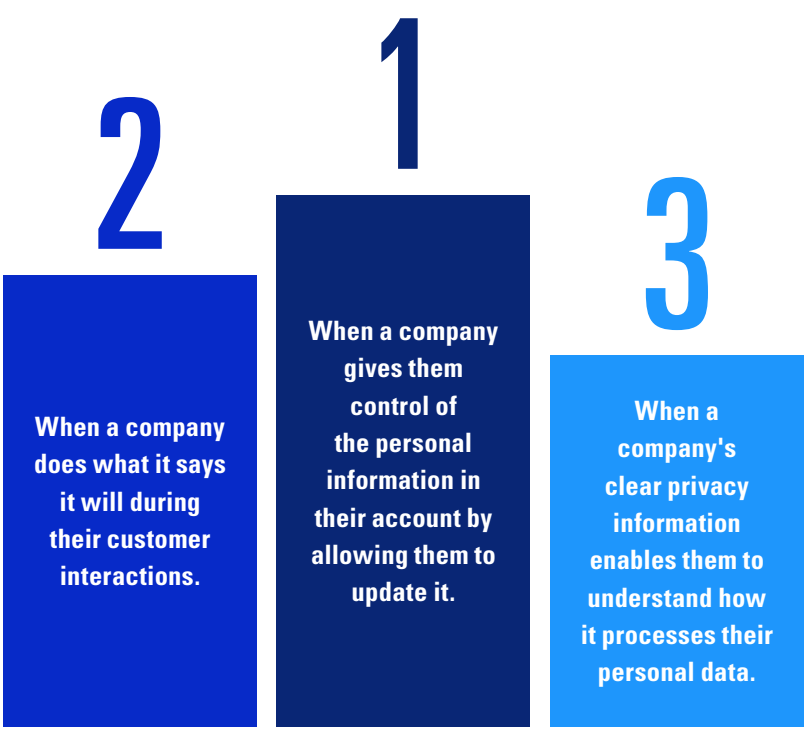 2
When a company
does what it says
it will during
their customer
interactions.
1
When a company
gives them
control of
the personal
information in
their account by
allowing them to
update it.
3
When a
company's
clear privacy
information
enables them to
understand how
it processes their
personal data.